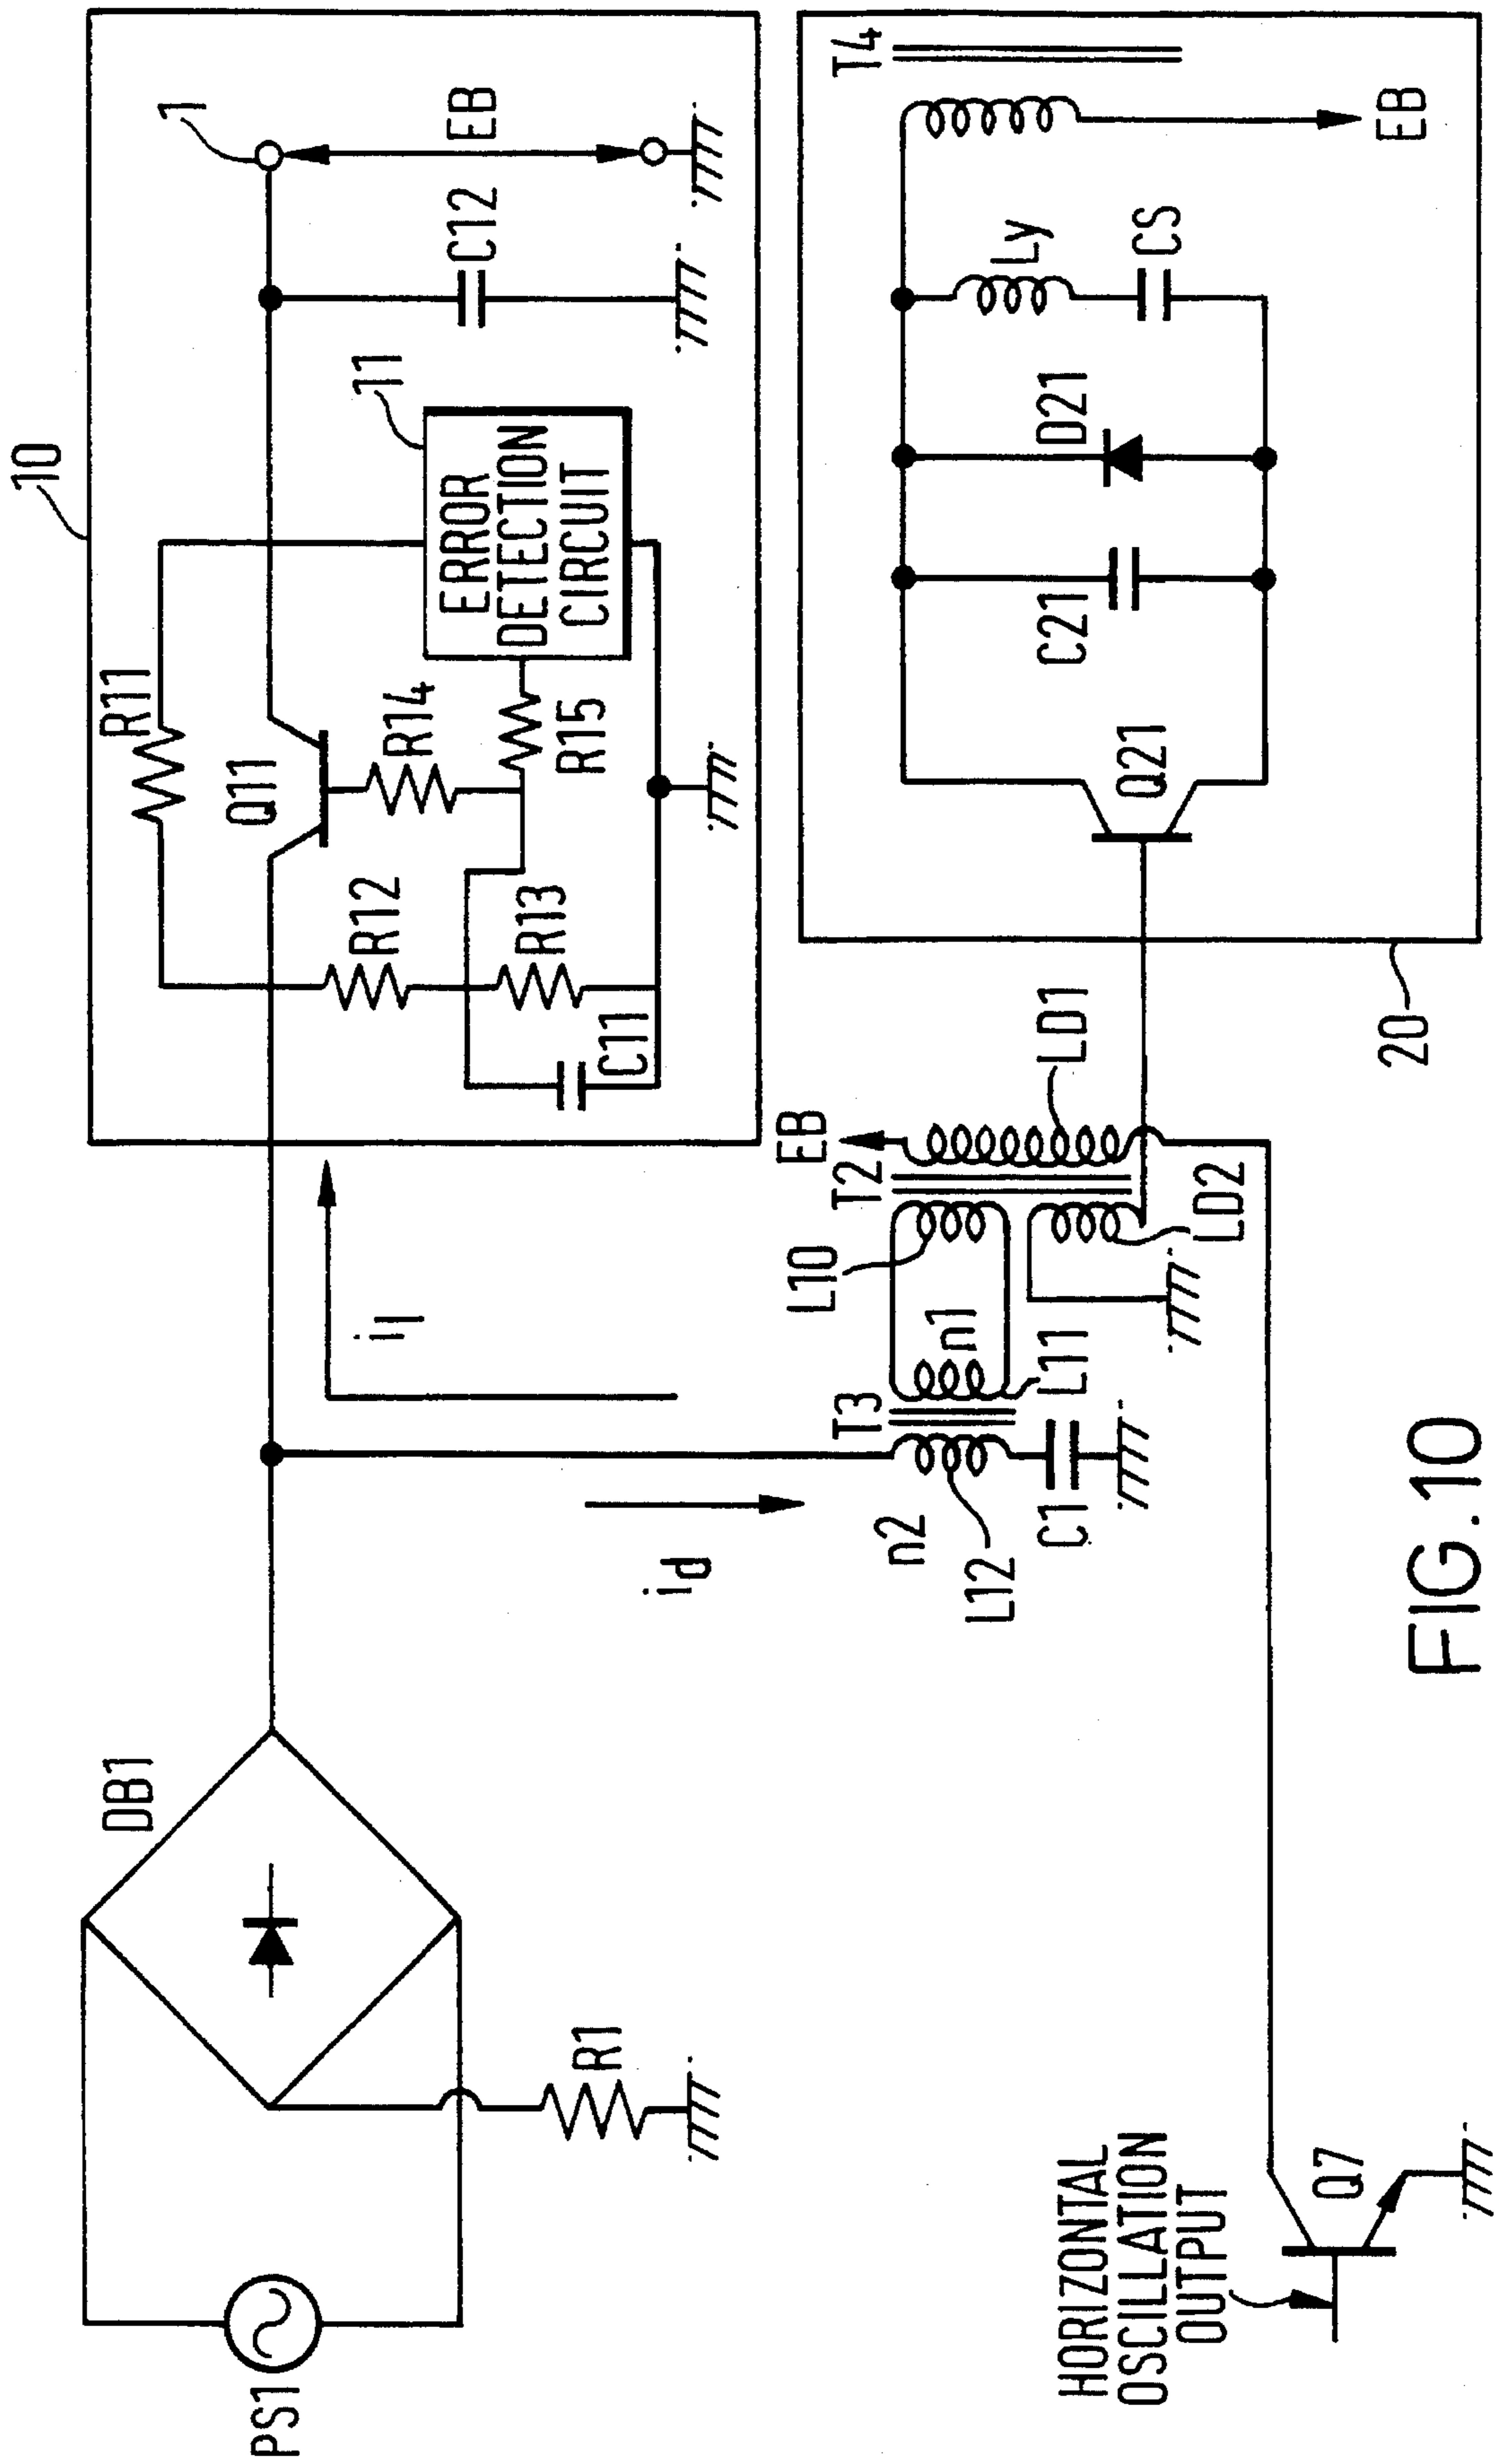 10
R11
Q11
R12
R14
R13
R15
C11
11
ERROR
DETECTION
CIRCUIT
C12
1
EB
PS1
DB1
R1
il
id
n2
L12
C1
T3
n1
L11
L10
T2
EB
LD1
LD2
HORIZONTAL
OSCILLATION
OUTPUT
Q7
20
Q21
C21
D21
Ly
CS
T4
EB
FIG.10